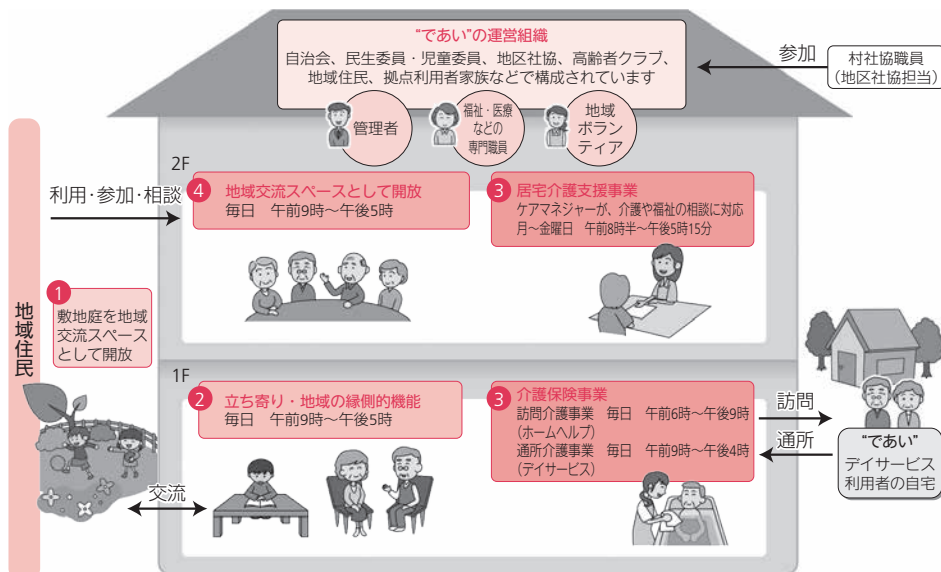 “であい”の運営組織
自治会、民生委員・児童委員、地区社協、高齢者クラブ、
地域住民、拠点利用者家族などで構成されています
参加
村社協職員
（地区社協担当）
管理者
福祉・医療
などの
専門職員
地域
ボラン
ティア
2F
利用・参加・相談
4 地域交流スペースとして開放
毎日　午前9時～午後5時
3 居宅介護支援事業
ケアマネジャーが、介護や福祉の相談に対応
月～金曜日　午前8時半～午後5時15分
地域住民
1
敷地庭を地域
交流スペース
として開放
1F
2 立ち寄り・地域の縁側的機能
毎日　午前9時～午後5時
3 介護保険事業
訪問介護事業　毎日　午前6時～午後9時
（ホームヘルプ）
通所介護事業　毎日　午前9時～午後4時
（デイサービス）
訪問
通所
“であい”
デイサービス
利用者の自宅
交流